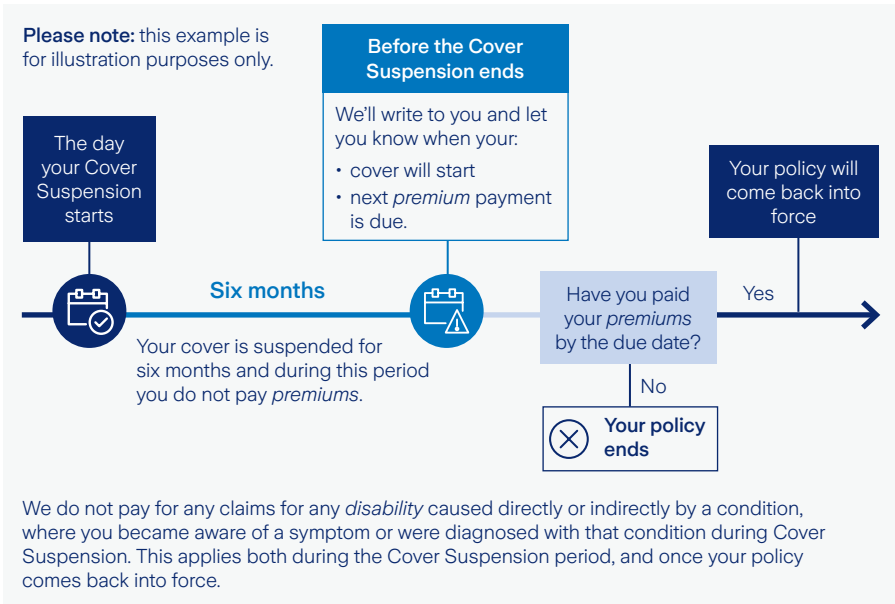 Please note: this example is
for illustration purposes only.
The day
your Cover
Suspension
starts
Before the Cover
Suspension ends
We'll write to you and let
you know when your:
• cover will start
• next premium payment
is due.
Your policy will
come back into
force
Six months
Your cover is suspended for
six months and during this period
you do not pay premiums.
Have you paid
your premiums
by the due date?
Yes
No
Your policy
ends
We do not pay for any claims for any disability caused directly or indirectly by a condition,
where you became aware of a symptom or were diagnosed with that condition during Cover
Suspension. This applies both during the Cover Suspension period, and once your policy
comes back into force.